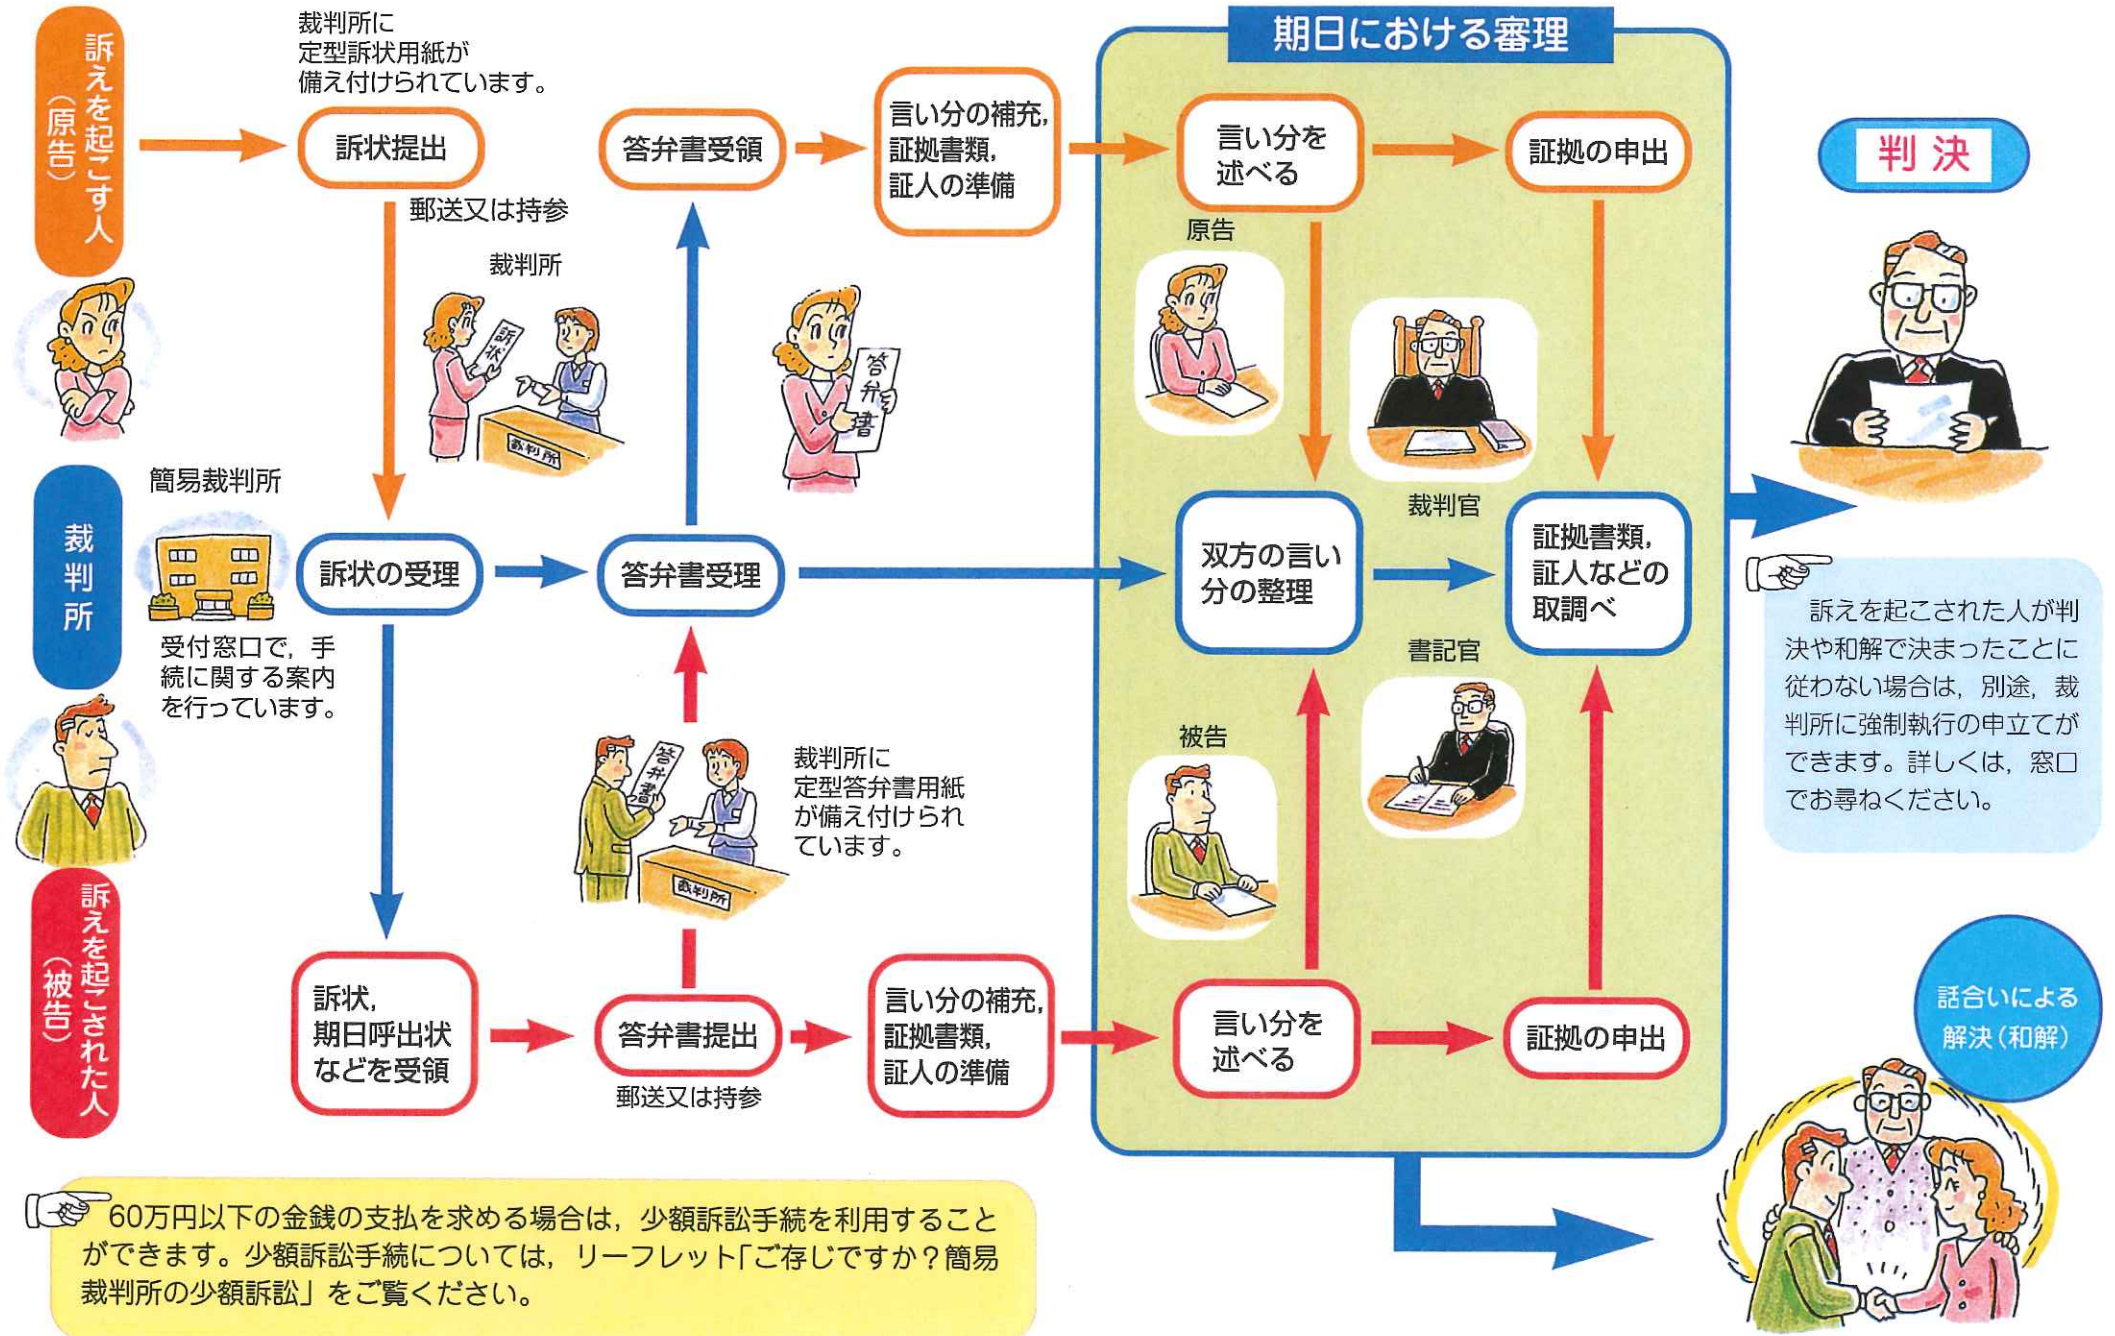 訴えを起こす人
(原告)
裁判所に
定型訴状用紙が
備え付けられています。
訴状提出
郵送又は持参
裁判所
訴状
裁判所
答弁書受領
答弁書
言い分の補充,
証拠書類,
証人の準備
期日における審理
言い分を
述べる
証拠の申出
原告
裁判官
判決
裁判所
簡易裁判所
受付窓口で,手
続に関する案内
を行っています。
訴状の受理
答弁書受理
双方の言い
分の整理
証拠書類,
証人などの
取調べ
書記官
被告
訴えを起こされた人が判
決や和解で決まったことに
従わない場合は,別途,裁
判所に強制執行の申立てが
できます。詳しくは,窓口
でお尋ねください。
答弁書
裁判所
裁判所に
定型答弁書用紙
が備え付けられ
ています。
訴えを起こされた人
(被告)
訴状,
期日呼出状
などを受領
答弁書提出
郵送又は持参
言い分の補充,
証拠書類,
証人の準備
言い分を
述べる
証拠の申出
話合いによる
解決(和解)
60万円以下の金銭の支払を求める場合は,少額訴訟手続を利用すること
ができます。少額訴訟手続については,リーフレット「ご存じですか?簡易
裁判所の少額訴訟」をご覧ください。